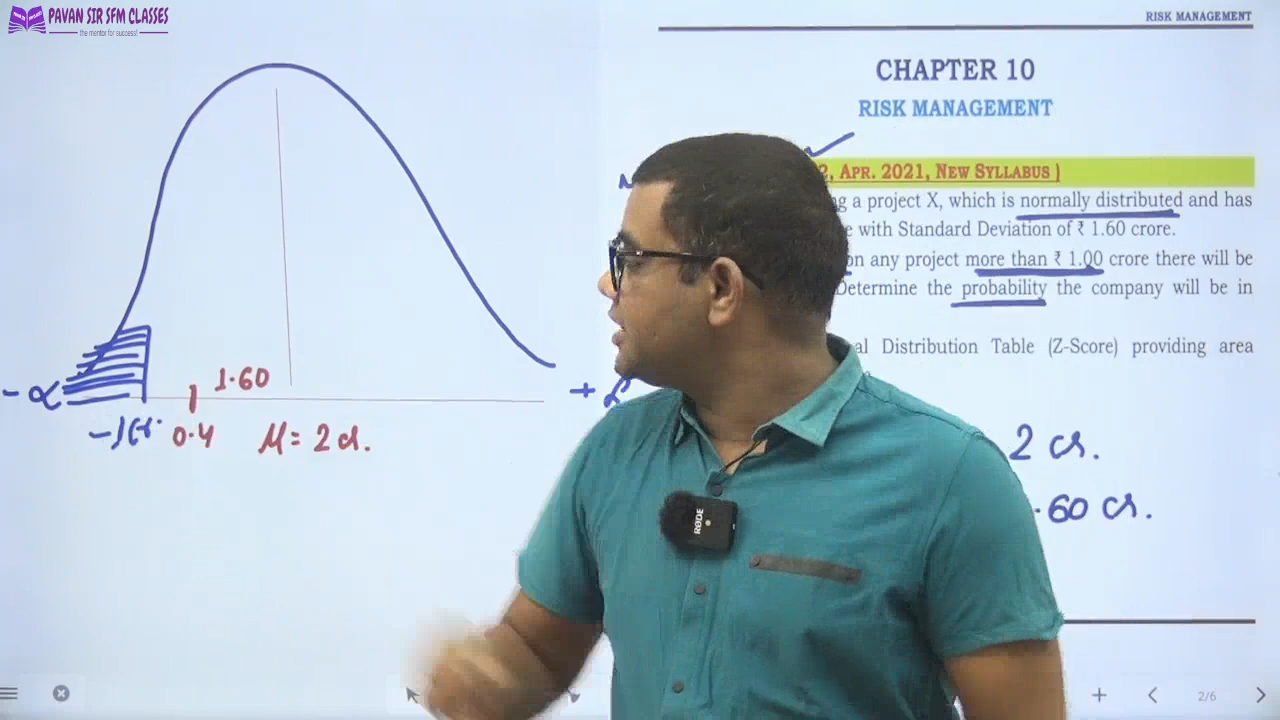 PAVAN SIR SFM CLASSES
the mentor for success!
RISK MANAGEMENT
CHAPTER 10
RISK MANAGEMENT
2, APR. 2021, NEW SYLLABUS )
a project X, which is normally distributed and has
with Standard Deviation of ₹ 1.60 crore.
on any project more than ₹ 1.00 crore there will be
Determine the probability the company will be in
Distribution Table (Z-Score) providing area
1.60
0.4 μ = 2 cr.
2 cr.
.60 cr.
RØDE
2/6